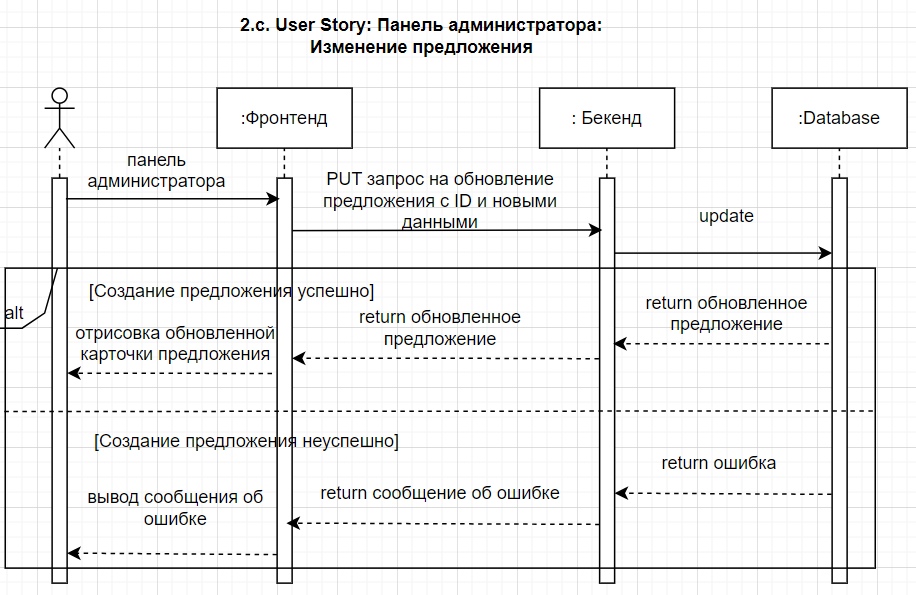 2.с. User Story: Панель администратора:
Изменение предложения
:Фронтенд
: Бекенд
:Database
панель
администратора
PUT запрос на обновление
предложения с ID и новыми
данными
update
alt
[Создание предложения успешно]
return обновленное
предложение
return обновленное
предложение
отрисовка обновленной
карточки предложения
[Создание предложения неуспешно]
return ошибка
return сообщение об ошибке
вывод сообщения об
ошибке